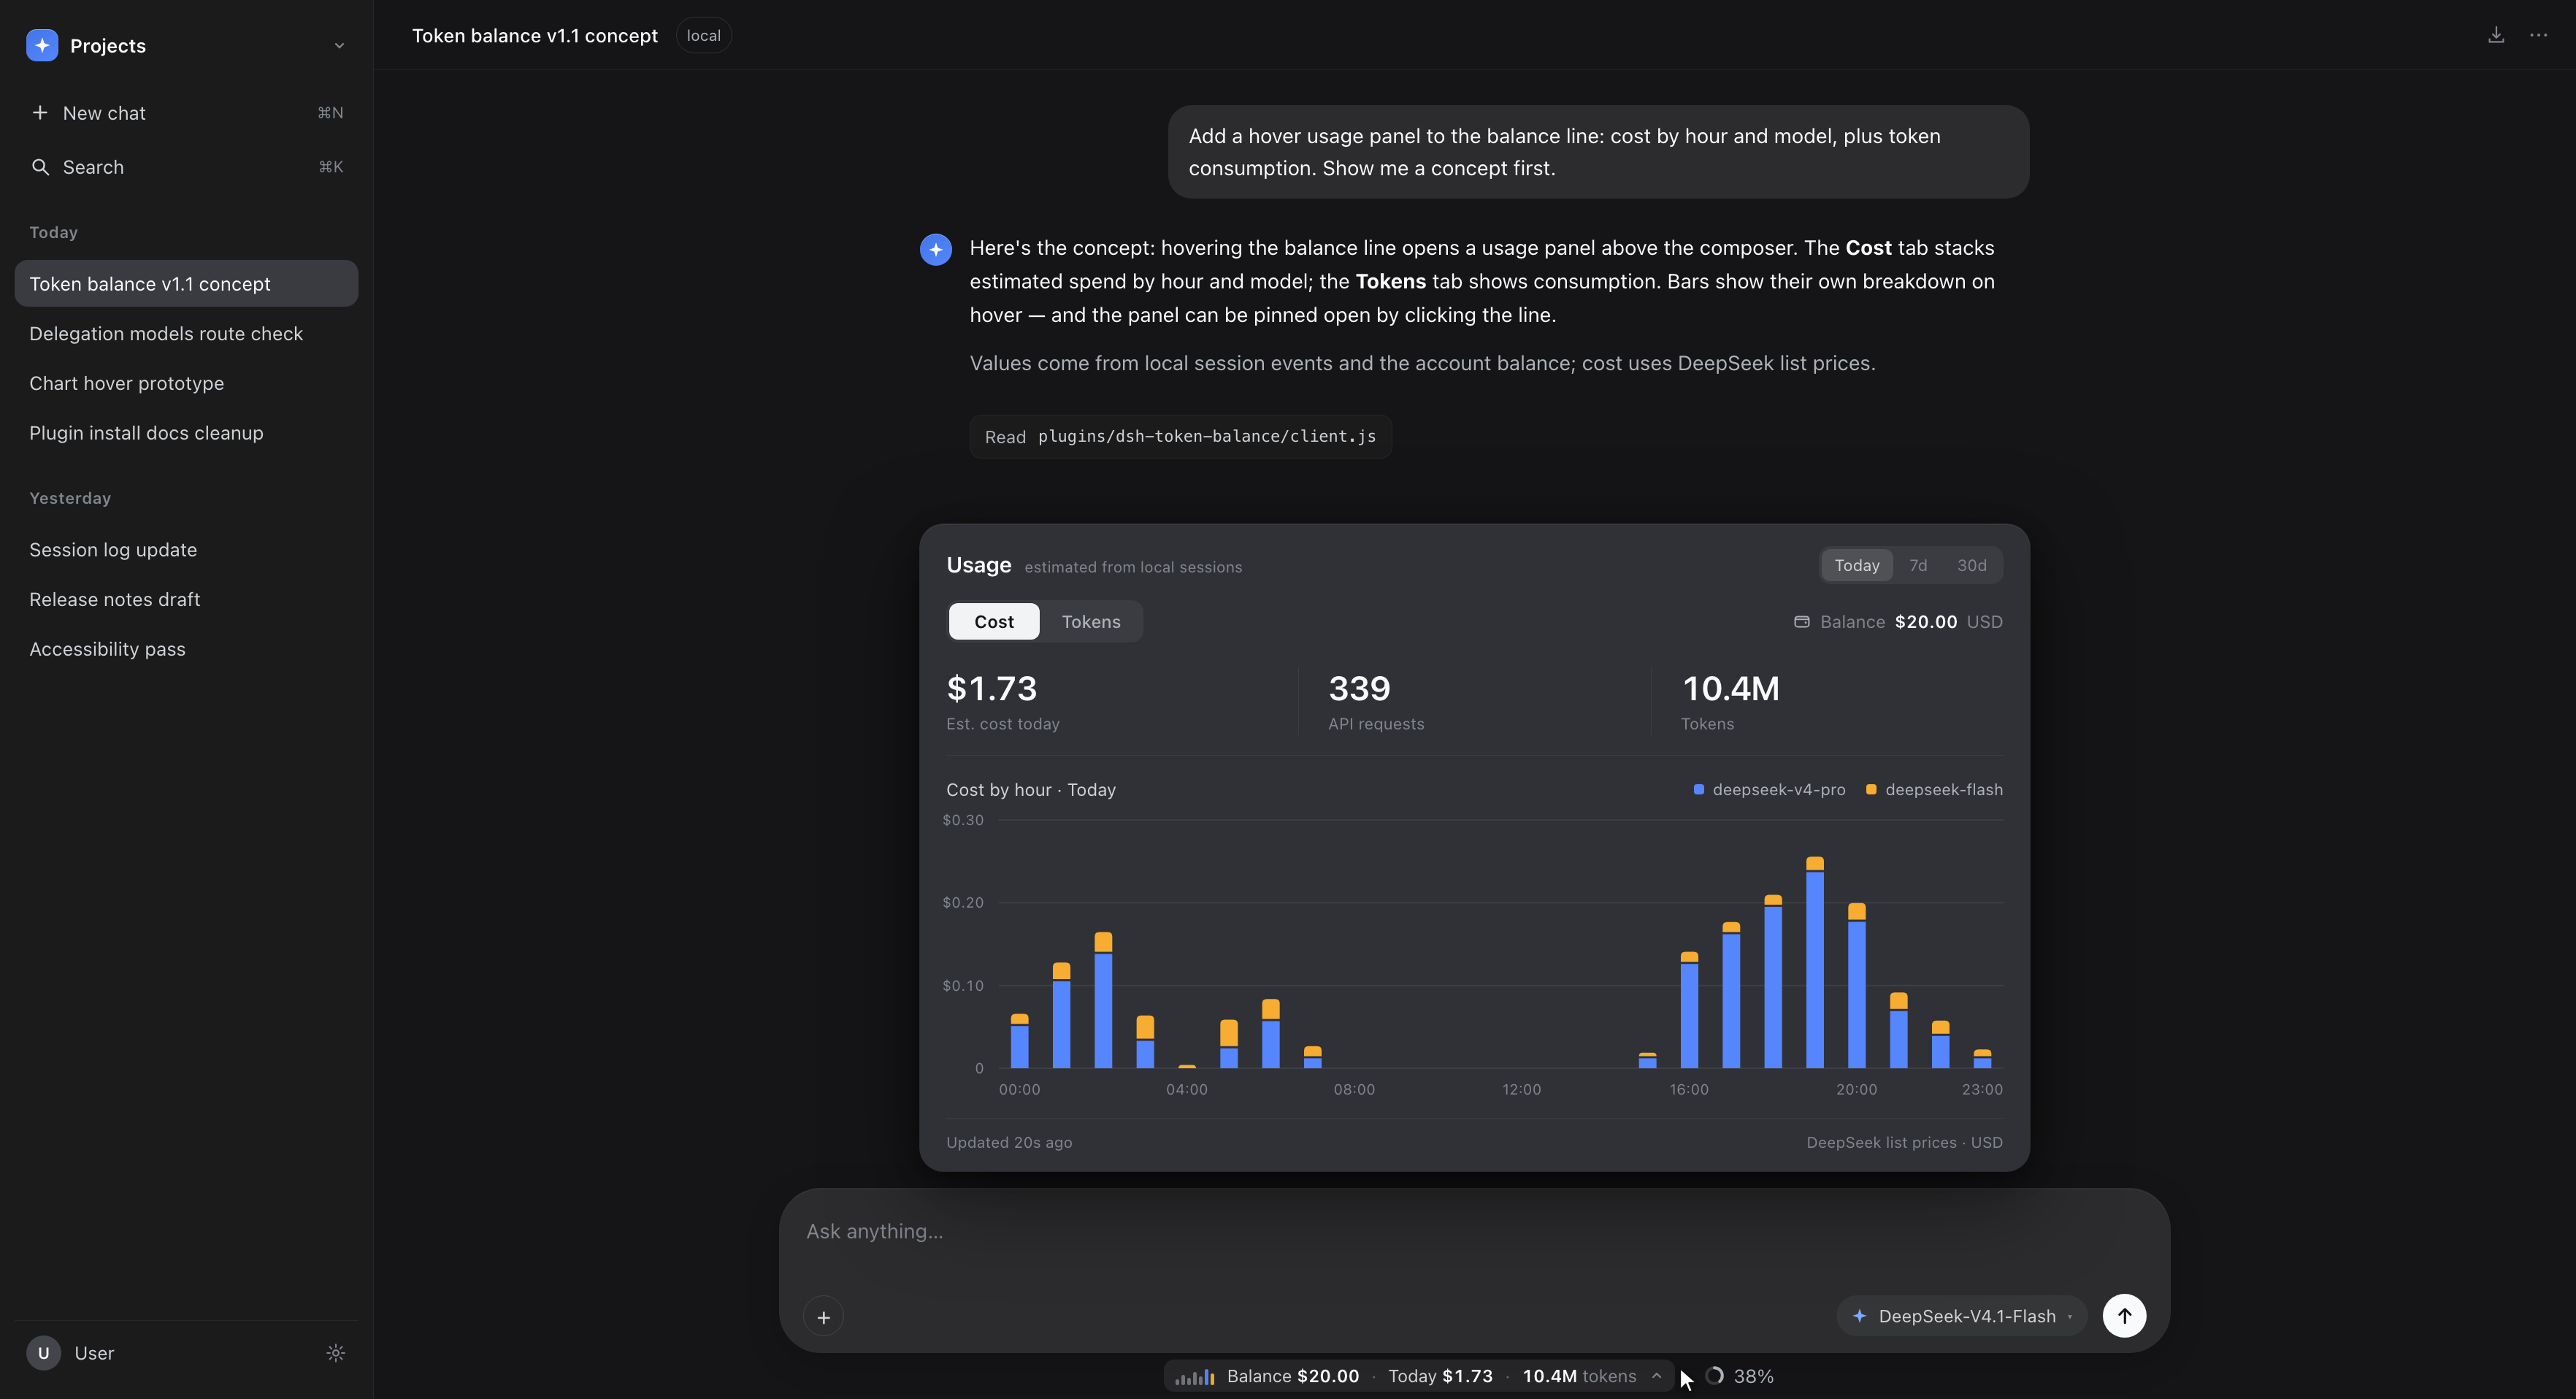 Projects
New chat ⌘N
Search ⌘K
Today
Token balance v1.1 concept
Delegation models route check
Chart hover prototype
Plugin install docs cleanup
Yesterday
Session log update
Release notes draft
Accessibility pass
U User
Token balance v1.1 concept local
Add a hover usage panel to the balance line: cost by hour and model, plus token
consumption. Show me a concept first.
Here's the concept: hovering the balance line opens a usage panel above the composer. The Cost tab stacks
estimated spend by hour and model; the Tokens tab shows consumption. Bars show their own breakdown on
hover — and the panel can be pinned open by clicking the line.
Values come from local session events and the account balance; cost uses DeepSeek list prices.
Read plugins/dsh-token-balance/client.js
Usage estimated from local sessions Today 7d 30d
Cost Tokens Balance $20.00 USD
$1.73 339 10.4M
Est. cost today API requests Tokens
Cost by hour · Today deepseek-v4-pro deepseek-flash
$0.30
$0.20
$0.10
0
00:00 04:00 08:00 12:00 16:00 20:00 23:00
Updated 20s ago DeepSeek list prices · USD
Ask anything...
DeepSeek-V4.1-Flash
Balance $20.00 · Today $1.73 · 10.4M tokens 38%